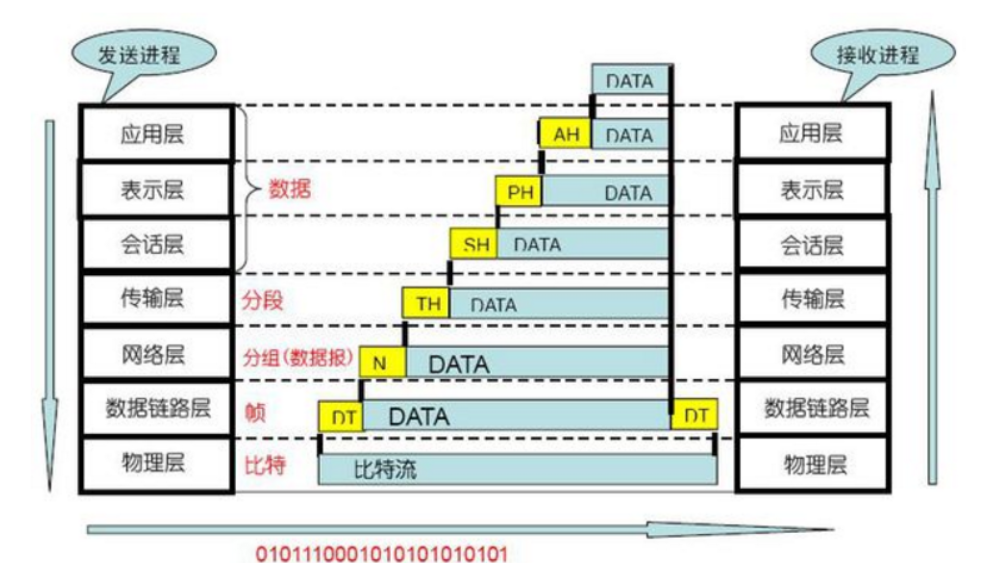 发送进程
接收进程
DATA
应用层
AH DATA
应用层
表示层
数据
PH DATA
表示层
会话层
SH DATA
会话层
传输层
分段
TH DATA
传输层
网络层
分组(数据报)
N DATA
网络层
数据链路层
帧
DT DATA DT
数据链路层
物理层
比特
比特流
物理层
0101110001010101010101